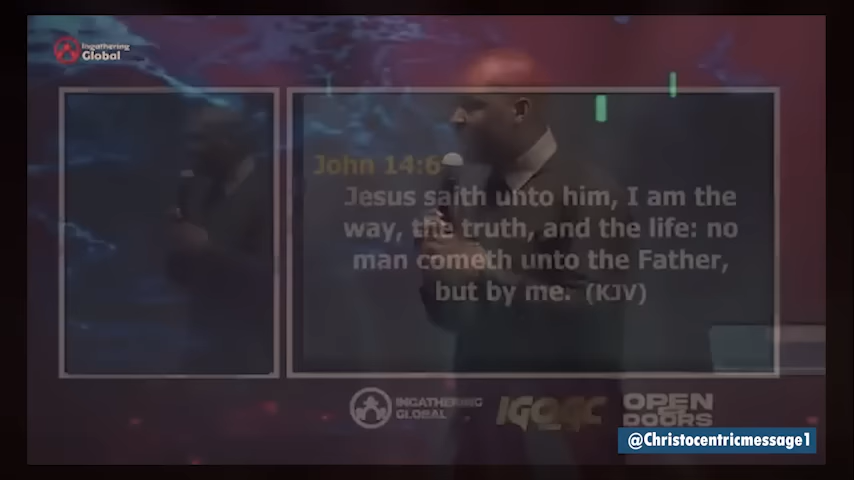 Ingathering
Global
John 14:6
Jesus saith unto him, I am the
way, the truth, and the life: no
man cometh unto the Father,
but by me. (KJV)
INGATHERING
GLOBAL
IGOGC
OPEN
DOORS
@Christocentricmessage1